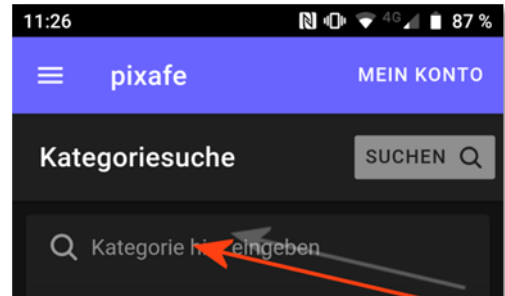 11:26 4G 87 %
pixafe MEIN KONTO
Kategoriesuche SUCHEN
Kategorie eingeben